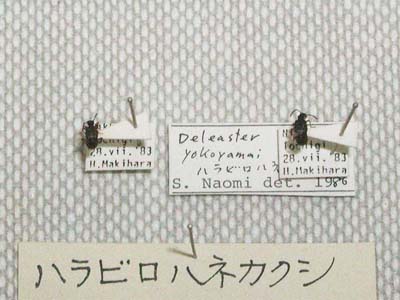 28.vii.'83
H.Makihara
Deleaster
yokoyamai
ハラビロハネ
S. Naomi det. 1986
Tochigi
28.vii.'83
H.Makihara
ハラビロハネカクシ